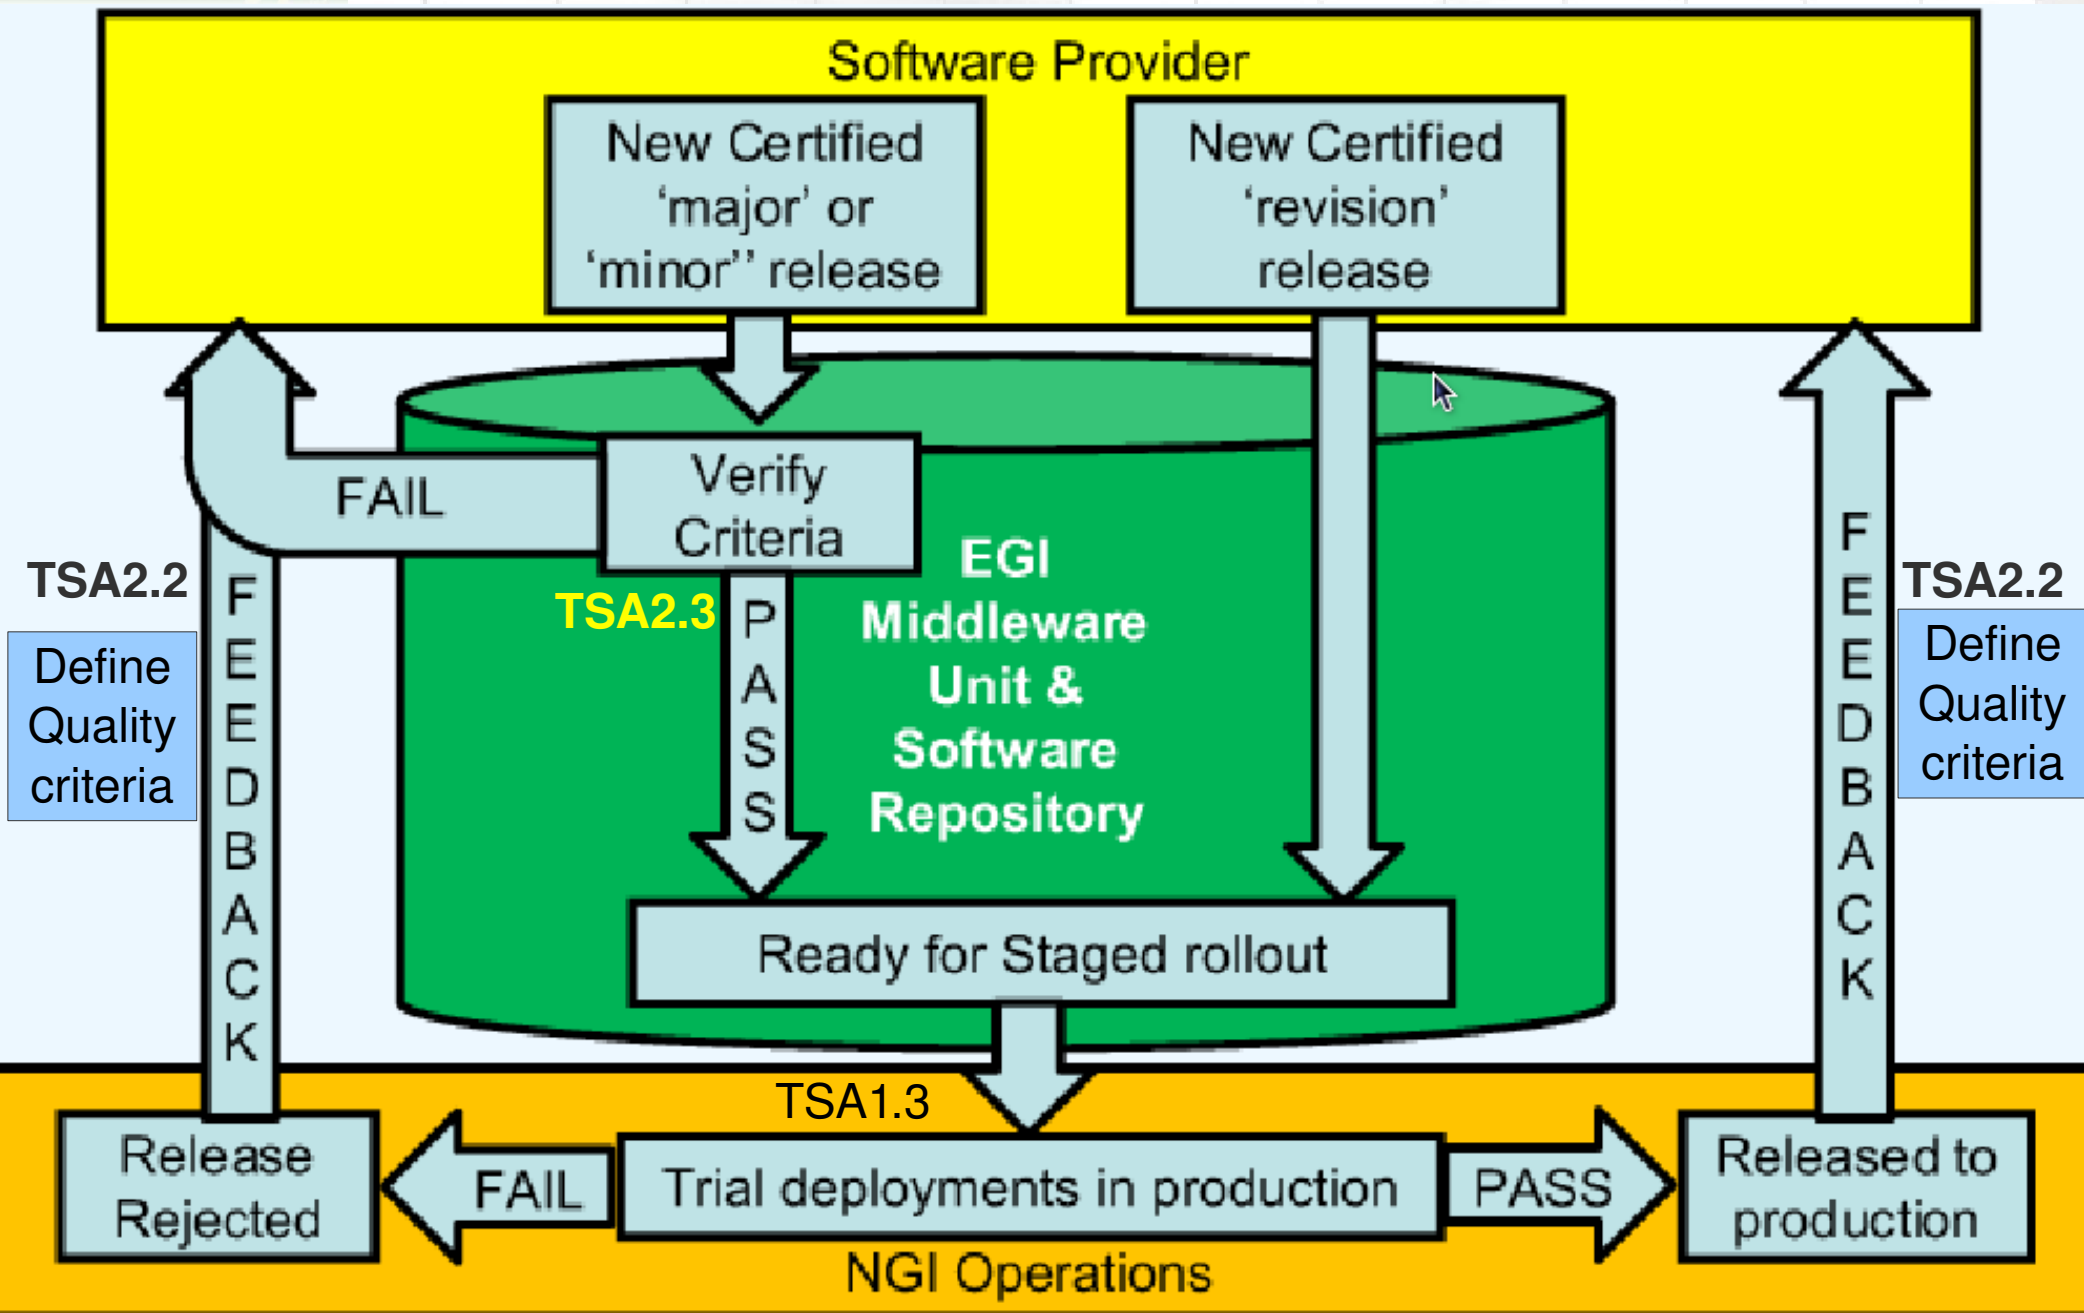 Software Provider
New Certified
‘major’ or
‘minor’’ release
New Certified
‘revision’
release
Verify
Criteria
FAIL
TSA2.2
Define
Quality
criteria
FEEDBACK
TSA2.3
PASS
EGI
Middleware
Unit &
Software
Repository
FEEDBACK
TSA2.2
Define
Quality
criteria
Ready for Staged rollout
TSA1.3
Release
Rejected
FAIL
Trial deployments in production
PASS
Released to
production
NGI Operations